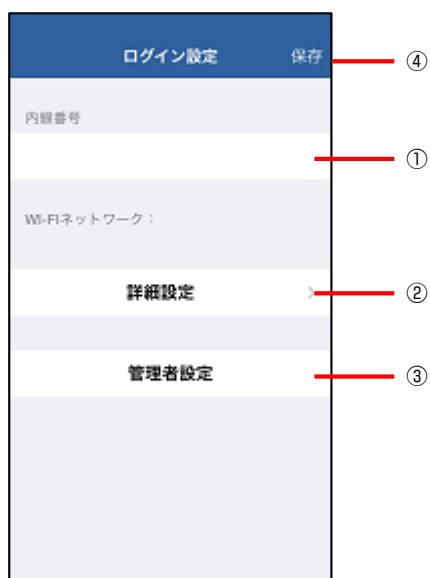 ログイン設定 保存 ④
内線番号
①
WI-FIネットワーク：
詳細設定 > ②
管理者設定 ③